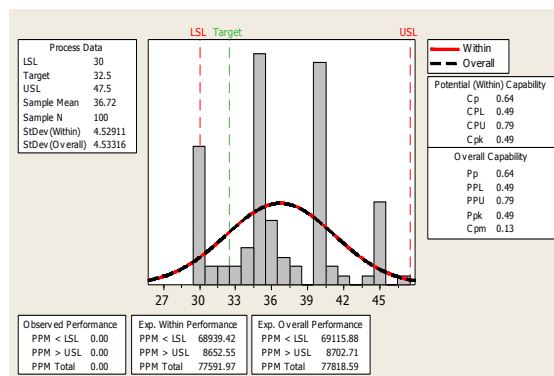 LSL Target USL
Process Data
LSL 30
Target 32.5
USL 47.5
Sample Mean 36.72
Sample N 100
StDev(Within) 4.52911
StDev(Overall) 4.53316
Within
Overall
Potential (Within) Capability
Cp 0.64
CPL 0.49
CPU 0.79
Cpk 0.49
Overall Capability
Pp 0.64
PPL 0.49
PPU 0.79
Ppk 0.49
Cpm 0.13
27 30 33 36 39 42 45
Observed Performance
PPM < LSL 0.00
PPM > USL 0.00
PPM Total 0.00
Exp. Within Performance
PPM < LSL 68939.42
PPM > USL 8652.55
PPM Total 77591.97
Exp. Overall Performance
PPM < LSL 69115.88
PPM > USL 8702.71
PPM Total 77818.59